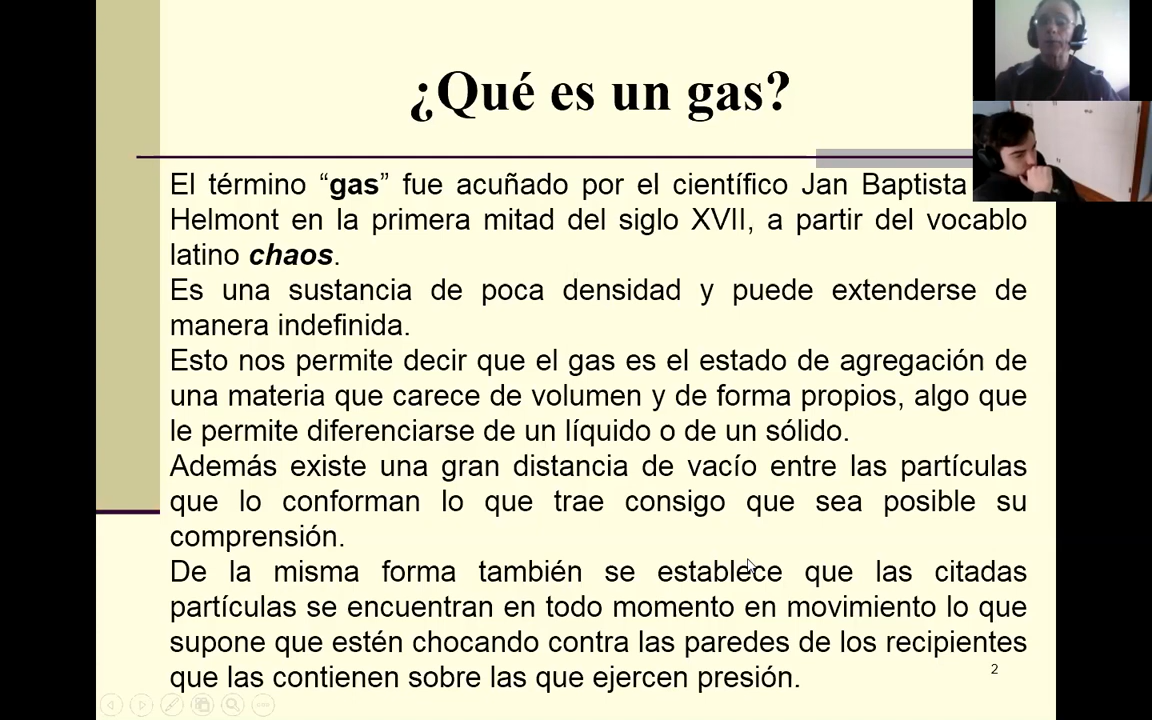 ¿Qué es un gas?
El término “gas” fue acuñado por el científico Jan Baptista
Helmont en la primera mitad del siglo XVII, a partir del vocablo
latino chaos.
Es una sustancia de poca densidad y puede extenderse de
manera indefinida.
Esto nos permite decir que el gas es el estado de agregación de
una materia que carece de volumen y de forma propios, algo que
le permite diferenciarse de un líquido o de un sólido.
Además existe una gran distancia de vacío entre las partículas
que lo conforman lo que trae consigo que sea posible su
comprensión.
De la misma forma también se establece que las citadas
partículas se encuentran en todo momento en movimiento lo que
supone que estén chocando contra las paredes de los recipientes
que las contienen sobre las que ejercen presión.
2